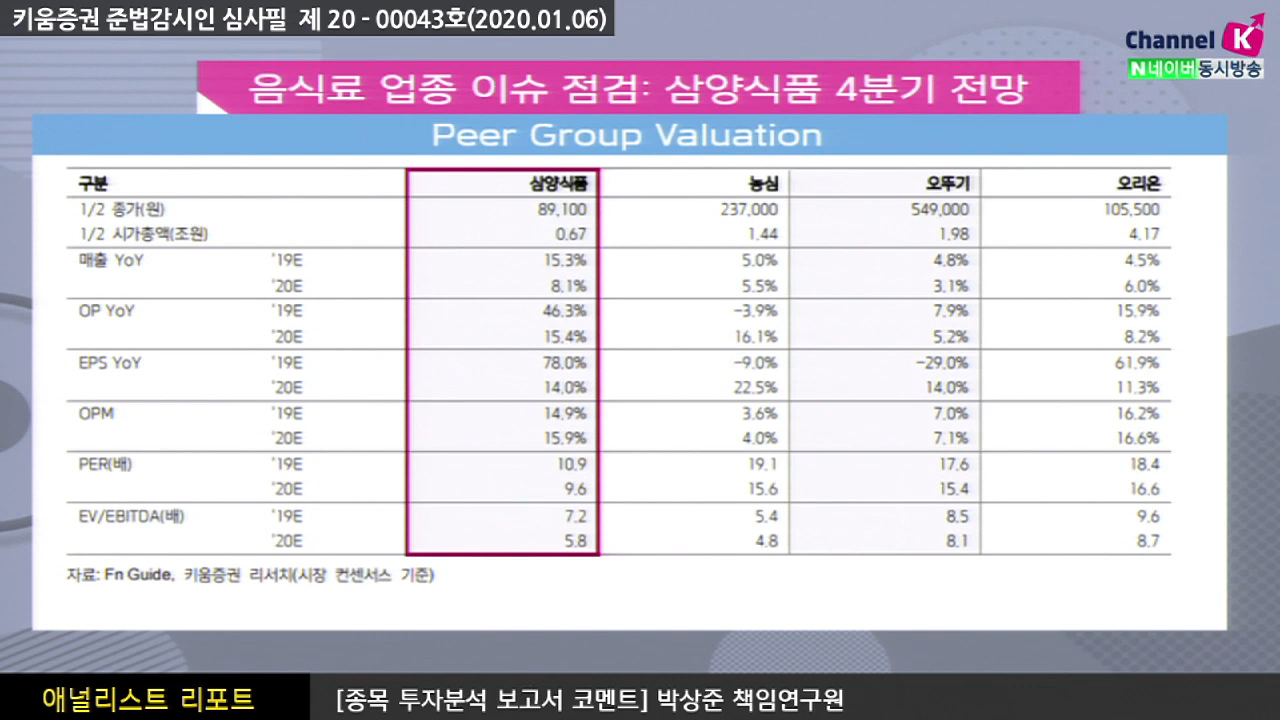 키움증권 준법감시인 심사필 제 20 - 00043호(2020.01.06)
Channel K
N 네이버 동시방송
음식료 업종 이슈 점검: 삼양식품 4분기 전망
Peer Group Valuation
구분 삼양식품 농심 오뚜기 오리온
1/2 종가(원) 89,100 237,000 549,000 105,500
1/2 시가총액(조원) 0.67 1.44 1.98 4.17
매출 YoY '19E 15.3% 5.0% 4.8% 4.5%
'20E 8.1% 5.5% 3.1% 6.0%
OP YoY '19E 46.3% -3.9% 7.9% 15.9%
'20E 15.4% 16.1% 5.2% 8.2%
EPS YoY '19E 78.0% -9.0% -29.0% 61.9%
'20E 14.0% 22.5% 14.0% 11.3%
OPM '19E 14.9% 3.6% 7.0% 16.2%
'20E 15.9% 4.0% 7.1% 16.6%
PER(배) '19E 10.9 19.1 17.6 18.4
'20E 9.6 15.6 15.4 16.6
EV/EBITDA(배) '19E 7.2 5.4 8.5 9.6
'20E 5.8 4.8 8.1 8.7
자료: Fn Guide, 키움증권 리서치(시장 컨센서스 기준)
애널리스트 리포트
[종목 투자분석 보고서 코멘트] 박상준 책임연구원